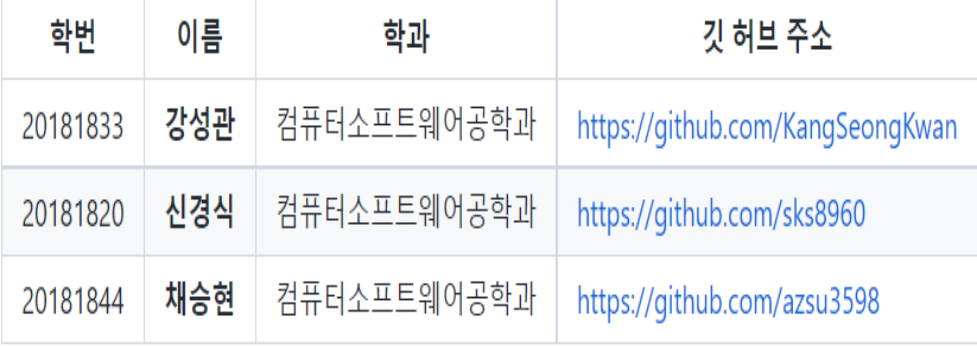 학번 이름 학과 깃 허브 주소
20181833 강성관 컴퓨터소프트웨어공학과 https://github.com/KangSeongKwan
20181820 신경식 컴퓨터소프트웨어공학과 https://github.com/sks8960
20181844 채승현 컴퓨터소프트웨어공학과 https://github.com/azsu3598